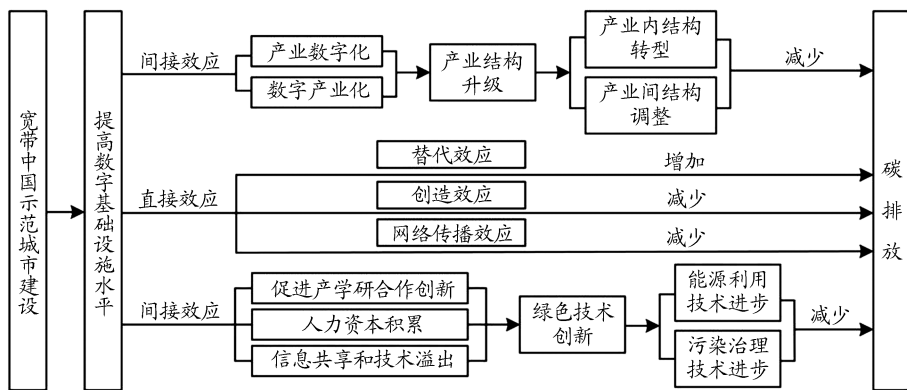 宽带中国示范城市建设
提高数字基础设施水平
间接效应
产业数字化
数字产业化
产业结构
升级
产业内结构
转型
产业间结构
调整
减少
直接效应
替代效应
增加
创造效应
减少
网络传播效应
减少
间接效应
促进产学研合作创新
人力资本积累
信息共享和技术溢出
绿色技术
创新
能源利用
技术进步
污染治理
技术进步
减少
碳排放